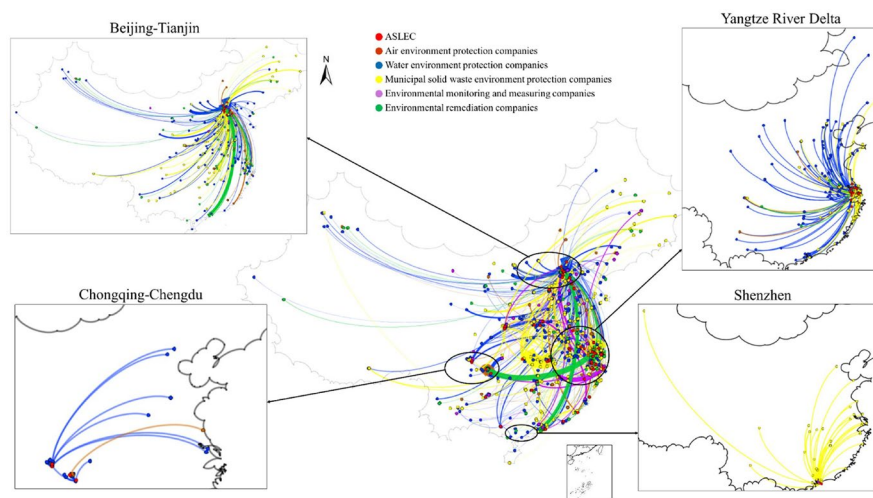 Beijing-Tianjin
Yangtze River Delta
N
ASLEC
Air environment protection companies
Water environment protection companies
Municipal solid waste environment protection companies
Environmental monitoring and measuring companies
Environmental remediation companies
Chongqing-Chengdu
Shenzhen